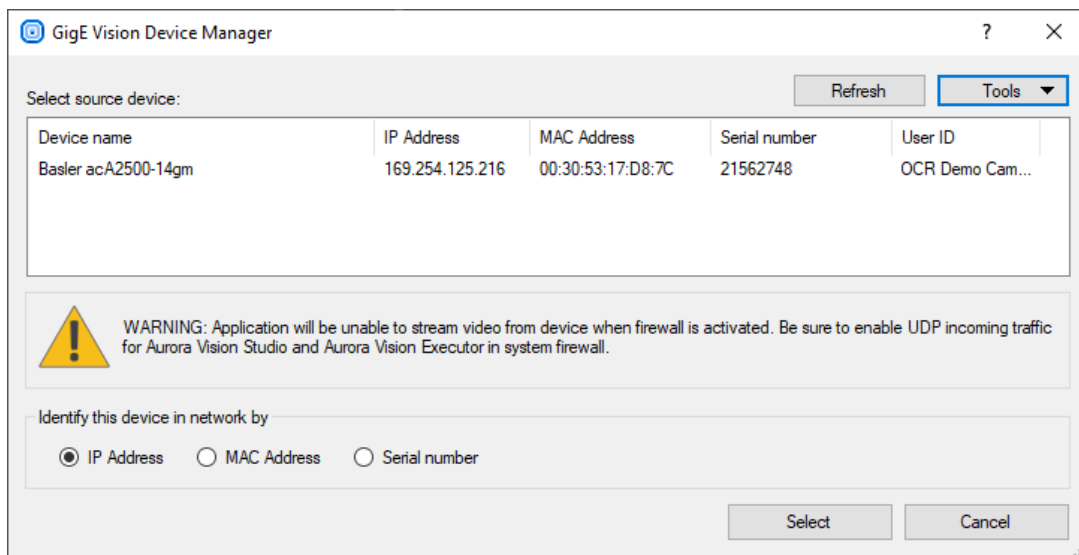 GigE Vision Device Manager ?
Select source device: Refresh Tools
Device name IP Address MAC Address Serial number User ID
Basler acA2500-14gm 169.254.125.216 00:30:53:17:D8:7C 21562748 OCR Demo Cam...
WARNING: Application will be unable to stream video from device when firewall is activated. Be sure to enable UDP incoming traffic
for Aurora Vision Studio and Aurora Vision Executor in system firewall.
Identify this device in network by
IP Address MAC Address Serial number
Select Cancel